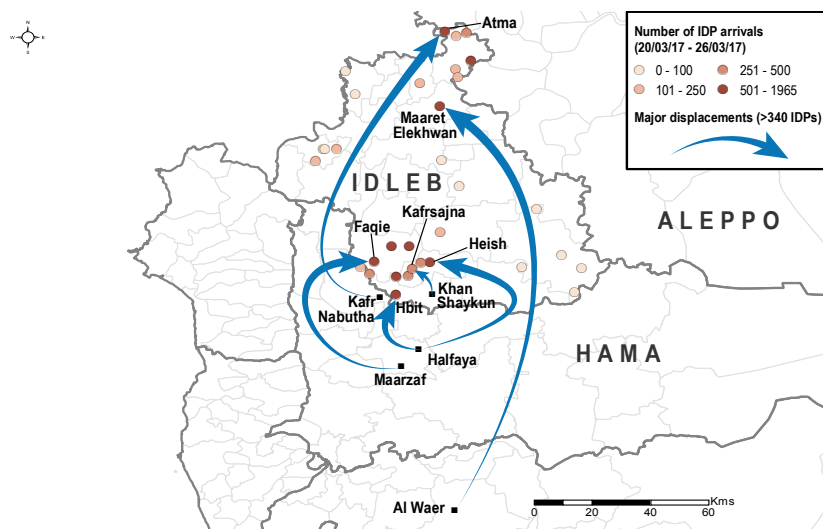 N
W
E
S
Atma
Number of IDP arrivals
(20/03/17 - 26/03/17)
0 - 100
251 - 500
101 - 250
501 - 1965
Major displacements (>340 IDPs)
Maaret
Elekhwan
IDLEB
Kafrsajna
ALEPPO
Faqie
Heish
Khan
Shaykun
Kafr
Nabutha
Hbit
Halfaya
HAMA
Maarzaf
Al Waer
0 20 40 60 Kms